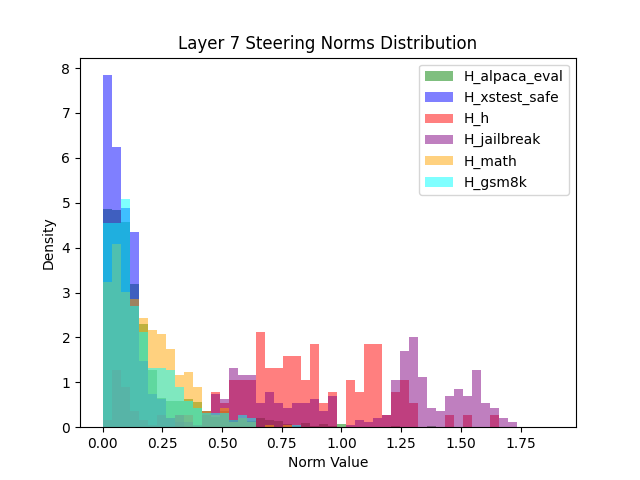 Layer 7 Steering Norms Distribution
8
7
6
5
4
3
2
1
0
Density
H_alpaca_eval
H_xstest_safe
H_h
H_jailbreak
H_math
H_gsm8k
0.00 0.25 0.50 0.75 1.00 1.25 1.50 1.75
Norm Value